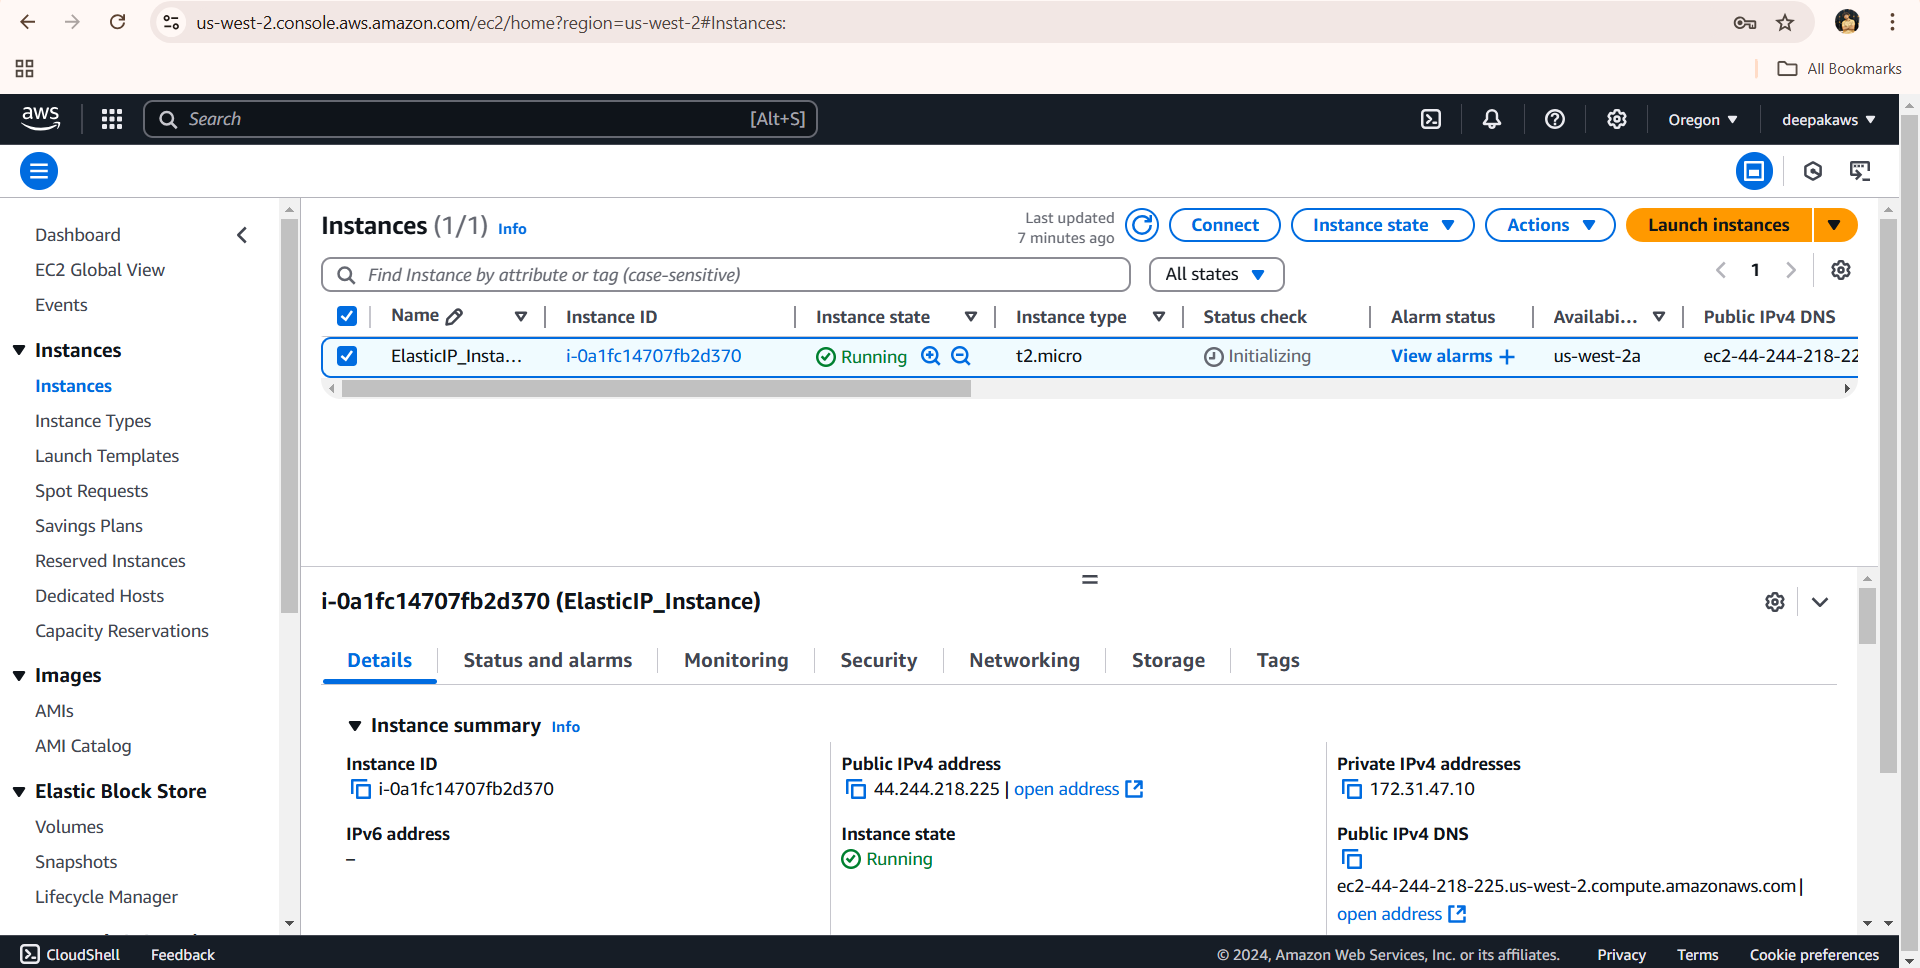 us-west-2.console.aws.amazon.com/ec2/home?region=us-west-2#Instances:
All Bookmarks
aws
Search
[Alt+S]
Oregon
deepakaws
Dashboard
EC2 Global View
Events
Instances
Instances
Instance Types
Launch Templates
Spot Requests
Savings Plans
Reserved Instances
Dedicated Hosts
Capacity Reservations
Images
AMIs
AMI Catalog
Elastic Block Store
Volumes
Snapshots
Lifecycle Manager
Instances (1/1) Info
Last updated
7 minutes ago
Connect
Instance state
Actions
Launch instances
Find Instance by attribute or tag (case-sensitive)
All states
1
Name Instance ID Instance state Instance type Status check Alarm status Availabi... Public IPv4 DNS
ElasticIP_Insta... i-0a1fc14707fb2d370 Running t2.micro Initializing View alarms + us-west-2a ec2-44-244-218-22
i-0a1fc14707fb2d370 (ElasticIP_Instance)
Details Status and alarms Monitoring Security Networking Storage Tags
Instance summary Info
Instance ID
i-0a1fc14707fb2d370
Public IPv4 address
44.244.218.225 | open address
Private IPv4 addresses
172.31.47.10
IPv6 address
–
Instance state
Running
Public IPv4 DNS
ec2-44-244-218-225.us-west-2.compute.amazonaws.com |
open address
CloudShell Feedback
© 2024, Amazon Web Services, Inc. or its affiliates. Privacy Terms Cookie preferences